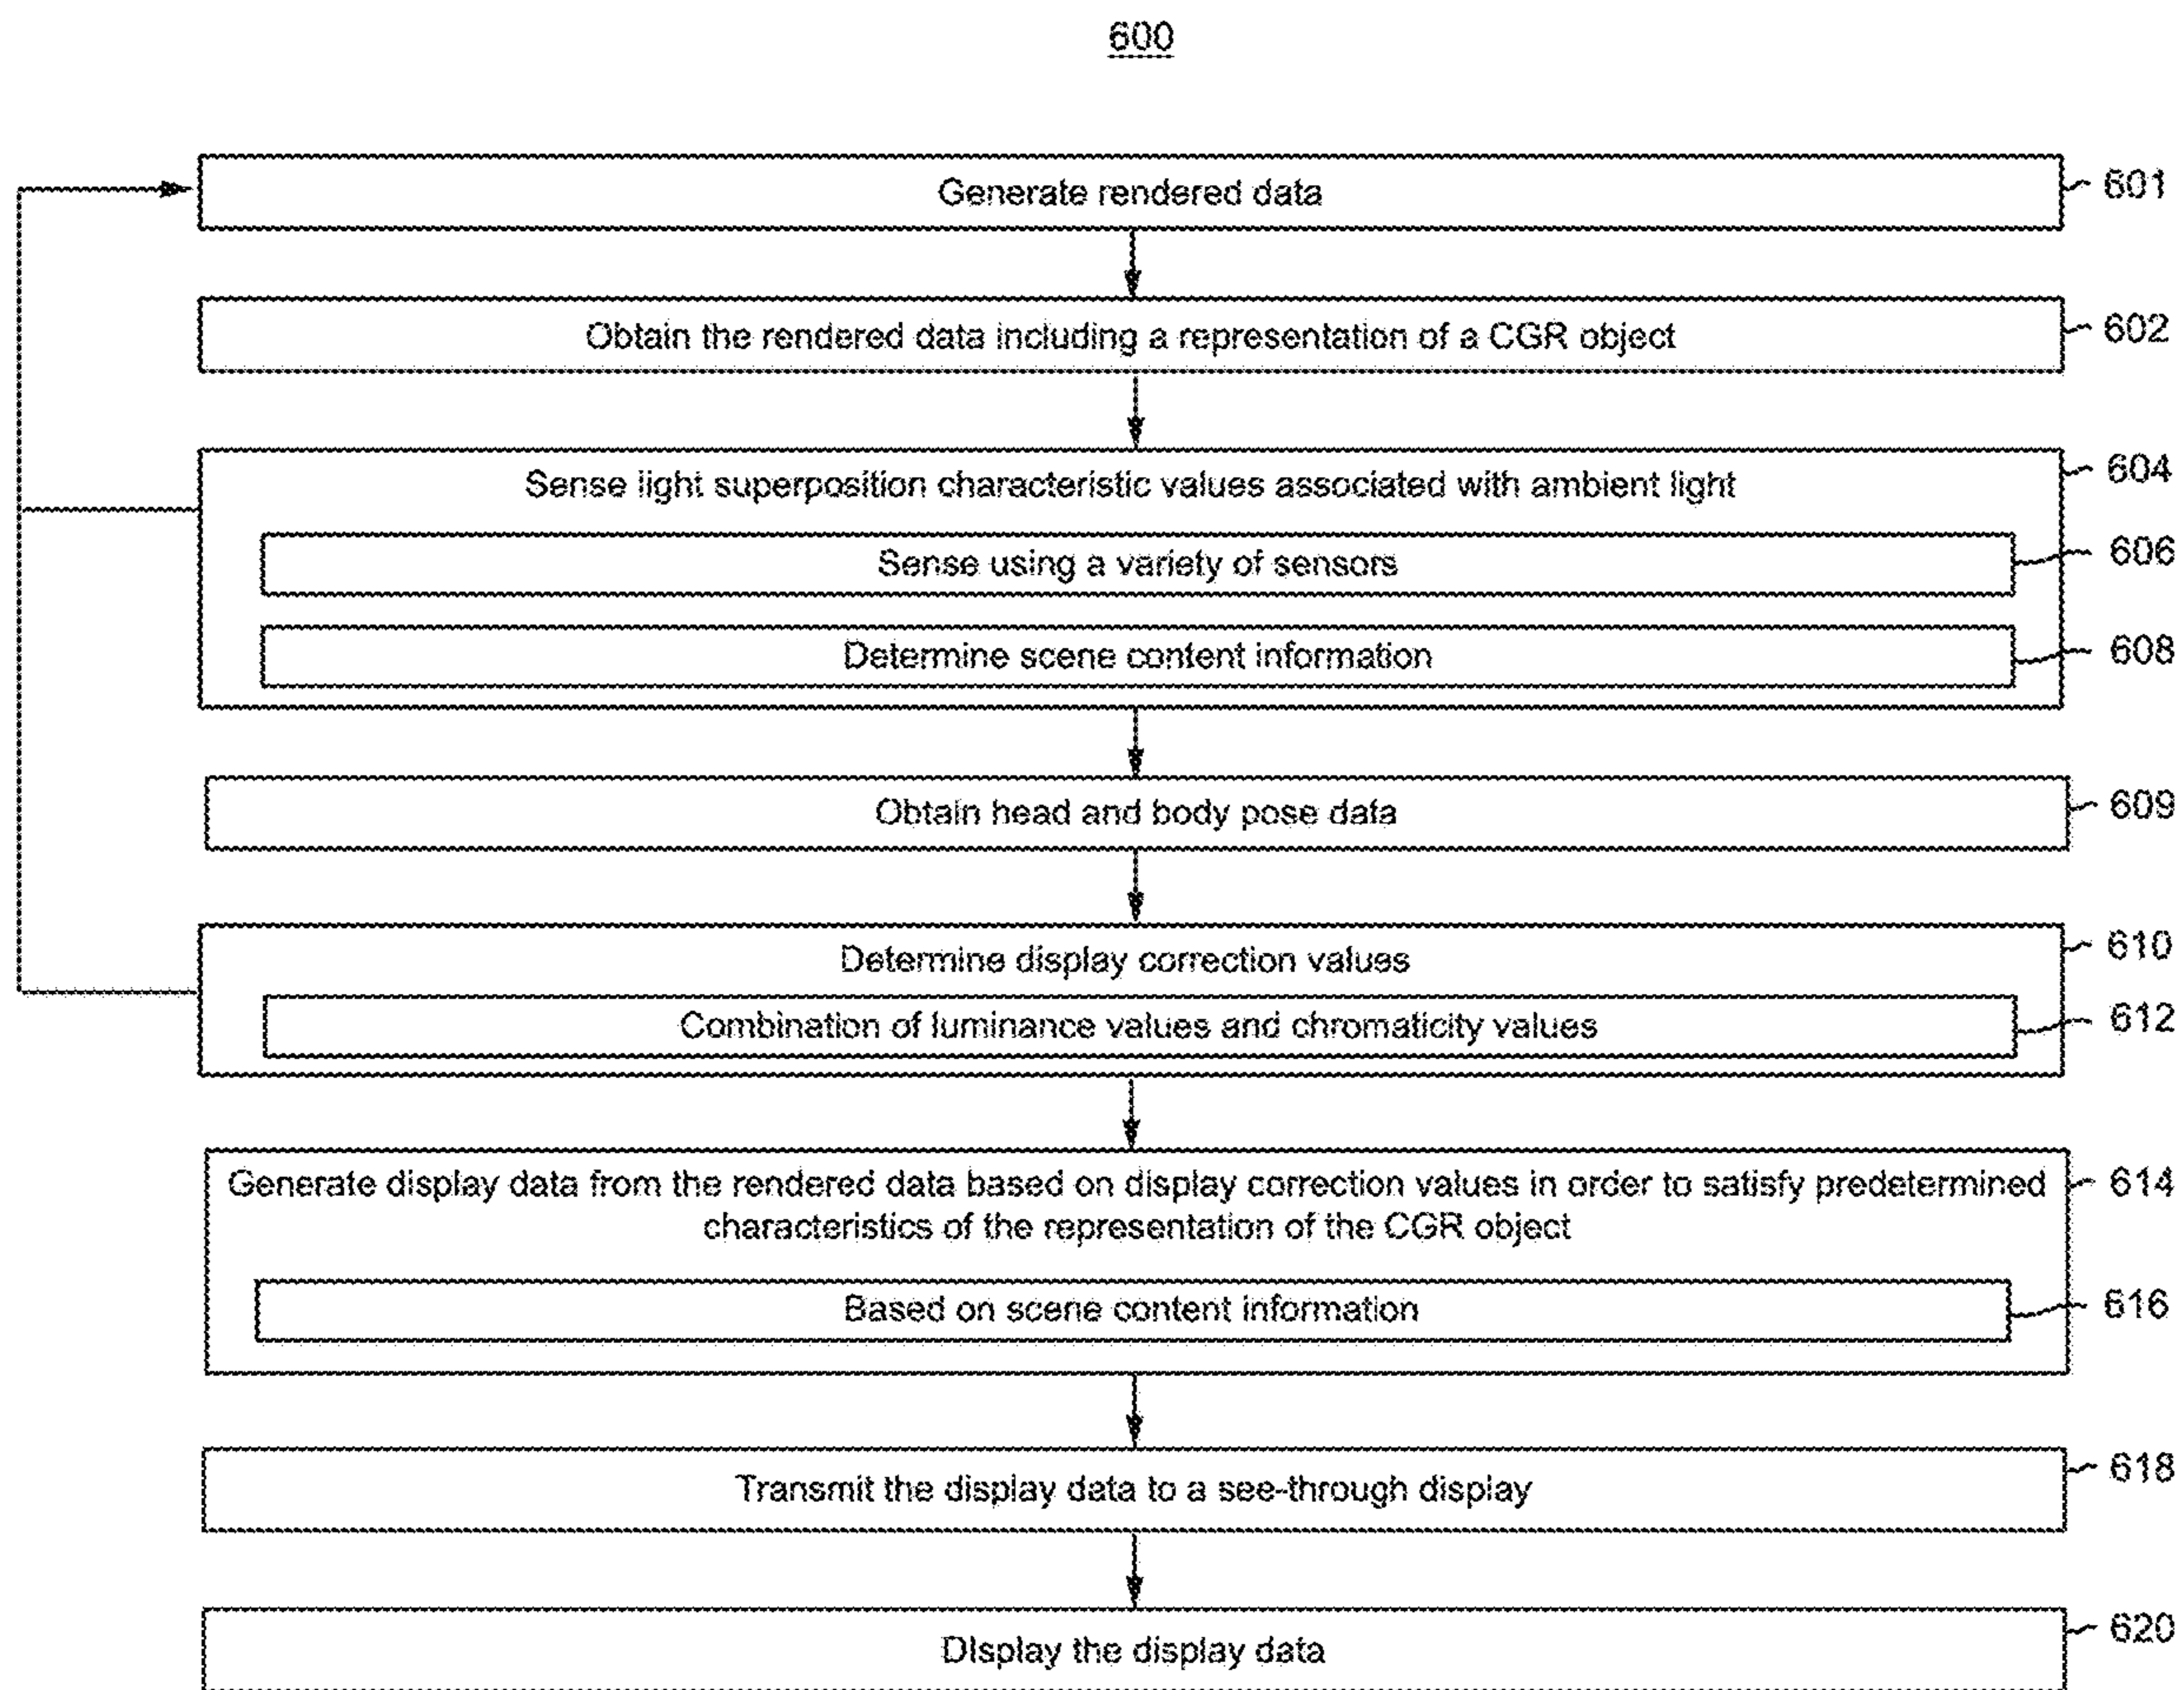 600
Generate rendered data
601
Obtain the rendered data including a representation of a CGR object
602
Sense light superposition characteristic values associated with ambient light
604
Sense using a variety of sensors
606
Determine scene content information
608
Obtain head and body pose data
609
Determine display correction values
610
Combination of luminance values and chromaticity values
612
Generate display data from the rendered data based on display correction values in order to satisfy predetermined
614
characteristics of the representation of the CGR object
Based on scene content information
616
Transmit the display data to a see-through display
618
DIsplay the display data
620